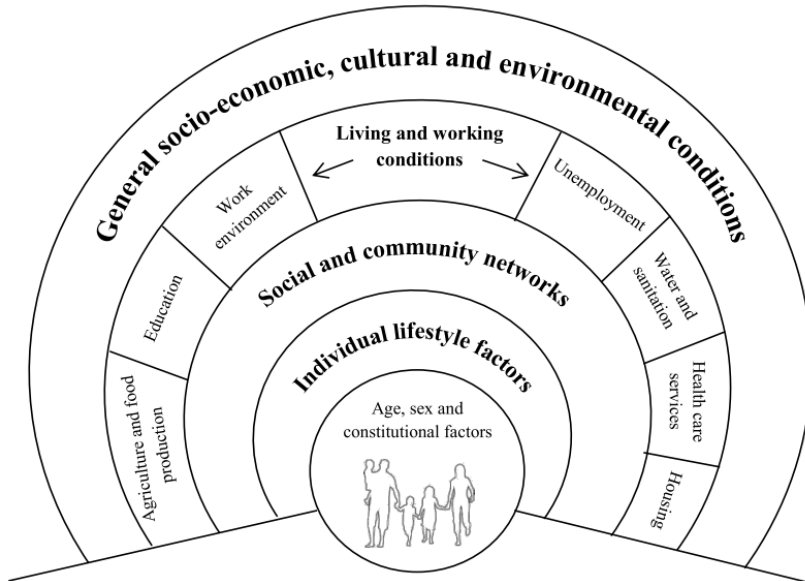 General socio-economic, cultural and environmental conditions
Living and working
conditions
Agriculture and food
production
Education
Work
environment
Unemployment
Water and
sanitation
Health care
services
Housing
Social and community networks
Individual lifestyle factors
Age, sex and
constitutional factors